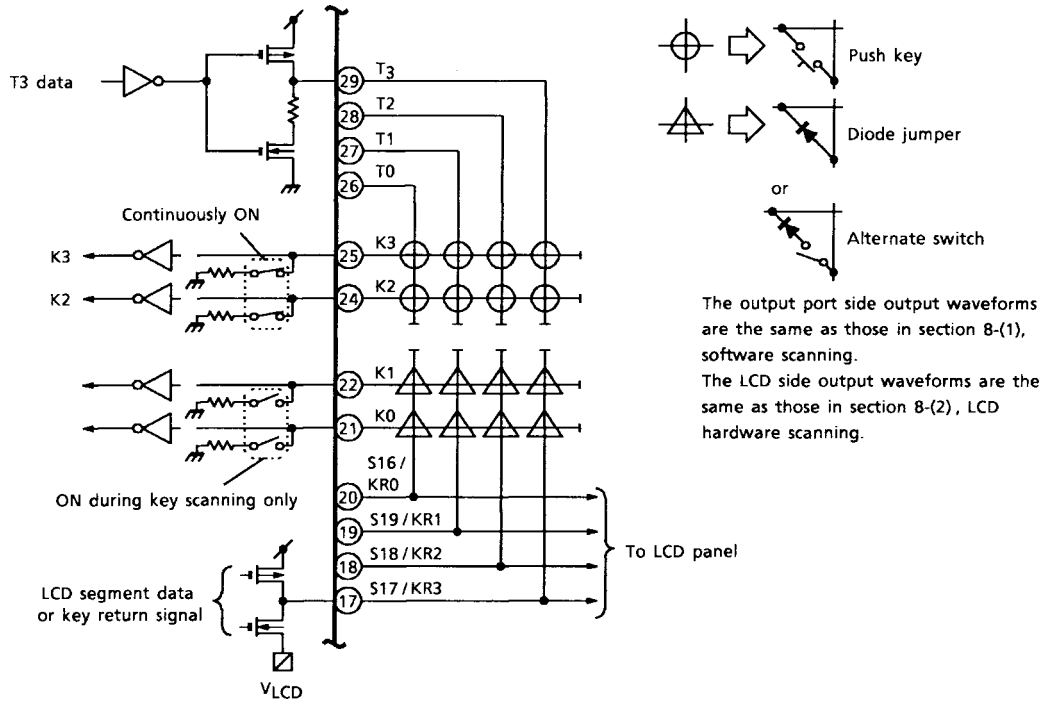 T3 data
29
T3
28
T2
27
T1
26
T0
Continuously ON
K3
25
K3
K2
24
K2
22
K1
21
K0
ON during key scanning only
S16 /
20
KR0
19
S19 / KR1
18
S18 / KR2
17
S17 / KR3
To LCD panel
LCD segment data
or key return signal
VLCD
Push key
Diode jumper
or
Alternate switch
The output port side output waveforms
are the same as those in section 8-(1),
software scanning.
The LCD side output waveforms are the
same as those in section 8-(2), LCD
hardware scanning.